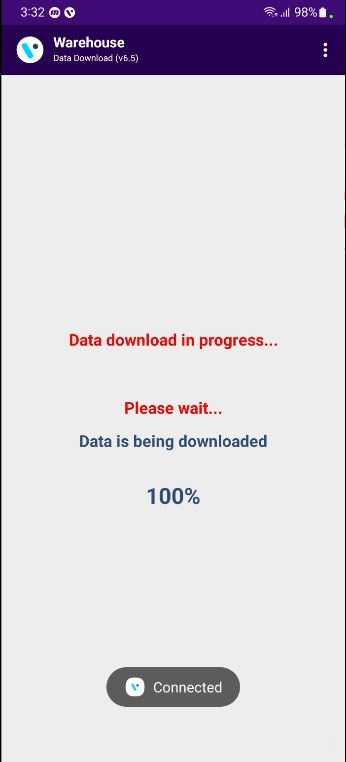 3:32
98%
Warehouse
Data Download (v6.5)
Data download in progress...
Please wait...
Data is being downloaded
100%
Connected